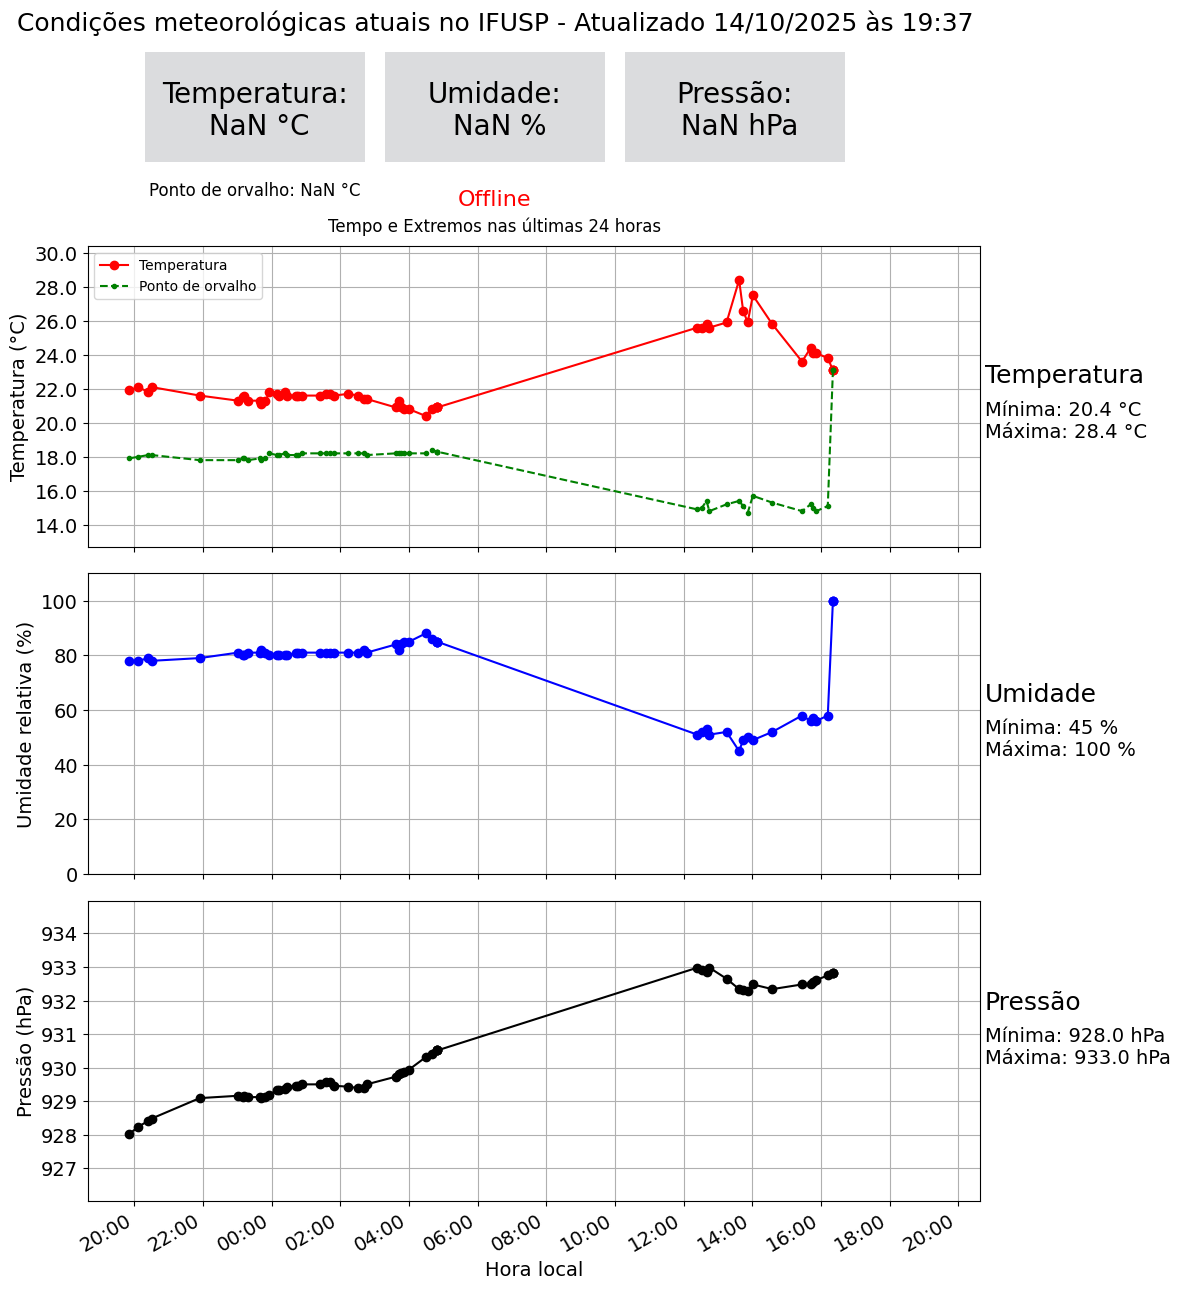 Condições meteorológicas atuais no IFUSP - Atualizado 14/10/2025 às 19:37
Temperatura:
NaN °C
Umidade:
NaN %
Pressão:
NaN hPa
Ponto de orvalho: NaN °C
Offline
Tempo e Extremos nas últimas 24 horas
Temperatura (°C)
30.0
28.0
26.0
24.0
22.0
20.0
18.0
16.0
14.0
Temperatura
Ponto de orvalho
Temperatura
Mínima: 20.4 °C
Máxima: 28.4 °C
Umidade relativa (%)
100
80
60
40
20
0
Umidade
Mínima: 45 %
Máxima: 100 %
Pressão (hPa)
934
933
932
931
930
929
928
927
Pressão
Mínima: 928.0 hPa
Máxima: 933.0 hPa
20:00
22:00
00:00
02:00
04:00
06:00
08:00
10:00
12:00
14:00
16:00
18:00
20:00
Hora local